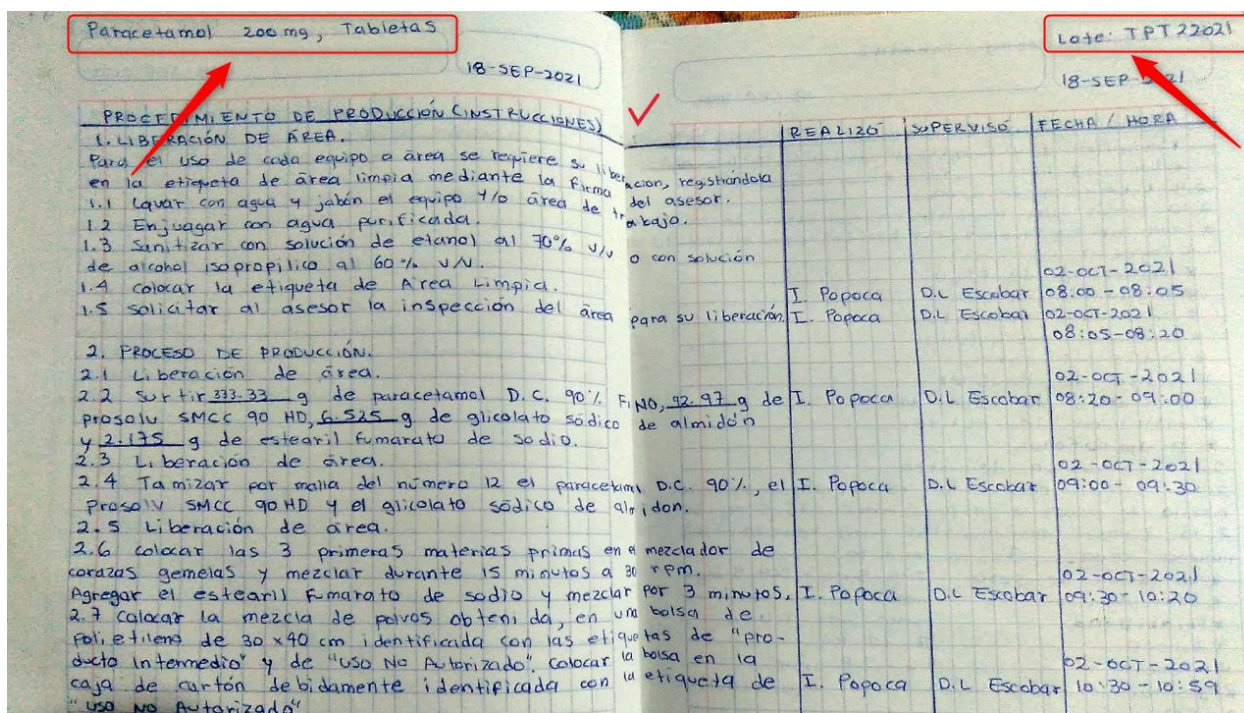 Paracetamol 200 mg, Tabletas
Lote: TPT 22021
18-SEP-2021
18-SEP-2021
PROCEDIMIENTO DE PRODUCCIÓN (INSTRUCCIONES)
REALIZO SUPERVISÓ FECHA / HORA
1. LIBERACIÓN DE ÁREA.
Para el uso de cada equipo o área se requiere su liberacion, registrándola
en la etiqueta de área limpia mediante la firma del asesor.
1.1 Lavar con agua y jabón el equipo y/o área de trabajo.
1.2 Enjuagar con agua purificada.
1.3 Sanitizar con solución de etanol al 70% v/v o con solución
de alcohol isopropilico al 60% v/v.
02-OCT-2021
1.4 colocar la etiqueta de Area Limpia. I. Popoca D.L Escobar 08:00-08:05
1.5 solicitar al asesor la inspección del área para su liberación. I. Popoca D.L Escobar 02-OCT-2021
08:05-08:20
2. PROCESO DE PRODUCCIÓN.
2.1 Liberación de área.
02-OCT-2021
2.2 Surtir 333.33 g de paracetamol D.C. 90% FINO, 92.97 g de I. Popoca D.L Escobar 08:20-09:00
prosolv SMCC 90 HD, 6.525 g de glicolato sódico de almidón
y 2.175 g de estearil fumarato de sodio.
2.3 Liberación de área.
02-OCT-2021
2.4 Tamizar por malla del número 12 el paracetamol D.C. 90%, el I. Popoca D.L Escobar 09:00-09:30
Prosolv SMCC 90 HD y el glicolato sódico de almidon.
2.5 Liberación de área.
2.6 colocar las 3 primeras materias primas en el mezclador de
corazas gemelas y mezclar durante 15 minutos a 30 rpm.
02-OCT-2021
Agregar el estearil fumarato de sodio y mezclar por 3 minutos. I. Popoca D.L Escobar 09:30-10:20
2.7 Colocar la mezcla de polvos obtenida, en una bolsa de
polietileno de 30 x 40 cm identificada con las etiquetas de "pro-
ducto intermedio" y de "USO NO Autorizado". Colocar la bolsa en la
02-OCT-2021
caja de cartón debidamente identificada con la etiqueta de I. Popoca D.L Escobar 10:30-10:59
"USO NO Autorizado"